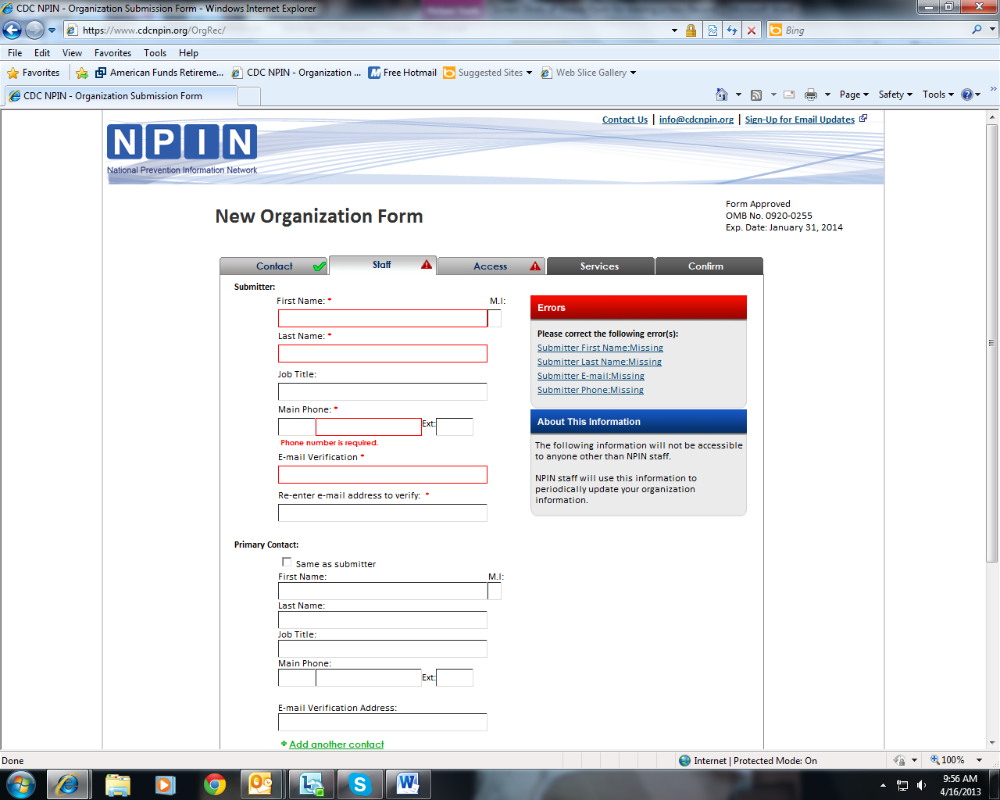 CDC NPIN - Organization Submission Form - Windows Internet Explorer
https://www.cdcnpin.org/OrgRec/
Bing
File Edit View Favorites Tools Help
Favorites American Funds Retireme... CDC NPIN - Organization ... Free Hotmail Suggested Sites Web Slice Gallery
CDC NPIN - Organization Submission Form
Page Safety Tools
Contact Us | info@cdcnpin.org | Sign-Up for Email Updates
NPIN
National Prevention Information Network
New Organization Form
Form Approved
OMB No. 0920-0255
Exp. Date: January 31, 2014
Contact Staff Access Services Confirm
Submitter:
First Name: * M.I:
Last Name: *
Job Title:
Main Phone: *
Ext:
Phone number is required.
E-mail Verification *
Re-enter e-mail address to verify: *
Errors
Please correct the following error(s):
Submitter First Name:Missing
Submitter Last Name:Missing
Submitter E-mail:Missing
Submitter Phone:Missing
About This Information
The following information will not be accessible
to anyone other than NPIN staff.
NPIN staff will use this information to
periodically update your organization
information.
Primary Contact:
Same as submitter
First Name: M.I:
Last Name:
Job Title:
Main Phone:
Ext:
E-mail Verification Address:
Add another contact
Done
Internet | Protected Mode: On
100%
9:56 AM
4/16/2013